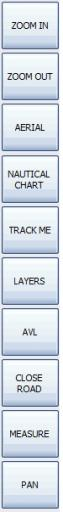 ZOOM IN
ZOOM OUT
AERIAL
NAUTICAL
CHART
TRACK ME
LAYERS
AVL
CLOSE
ROAD
MEASURE
PAN